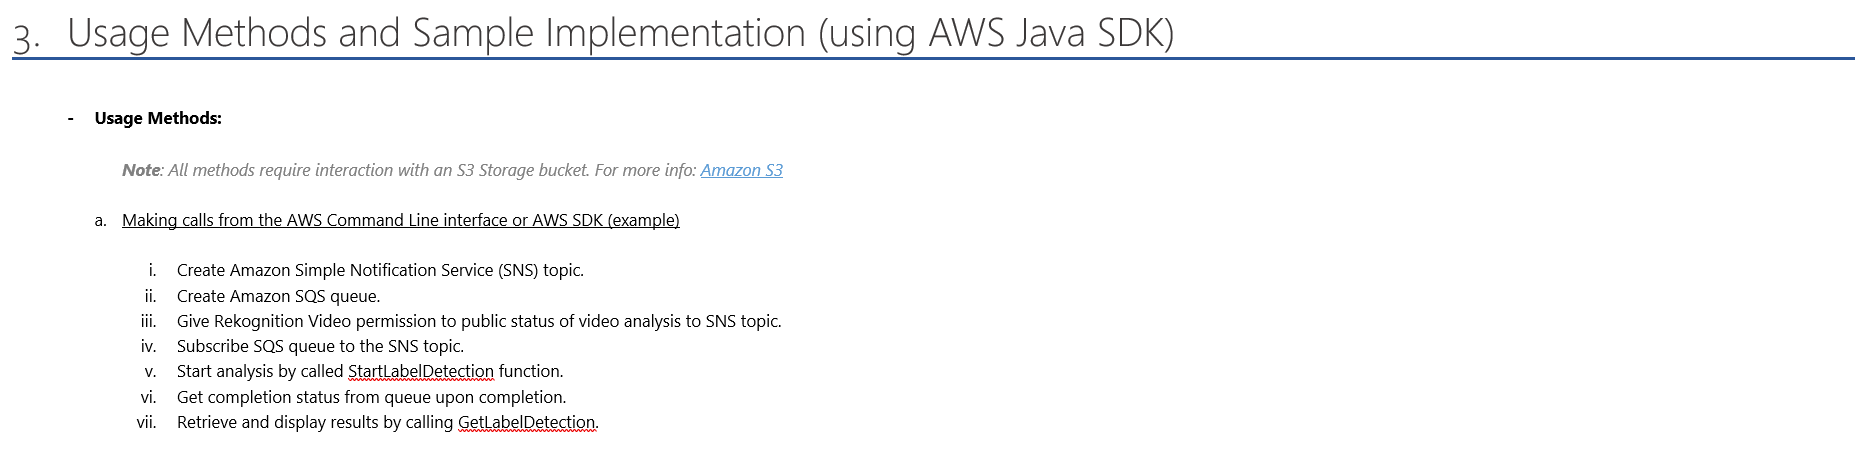 3. Usage Methods and Sample Implementation (using AWS Java SDK)
- Usage Methods:
Note: All methods require interaction with an S3 Storage bucket. For more info: Amazon S3
a. Making calls from the AWS Command Line interface or AWS SDK (example)
i. Create Amazon Simple Notification Service (SNS) topic.
ii. Create Amazon SQS queue.
iii. Give Rekognition Video permission to public status of video analysis to SNS topic.
iv. Subscribe SQS queue to the SNS topic.
v. Start analysis by called StartLabelDetection function.
vi. Get completion status from queue upon completion.
vii. Retrieve and display results by calling GetLabelDetection.